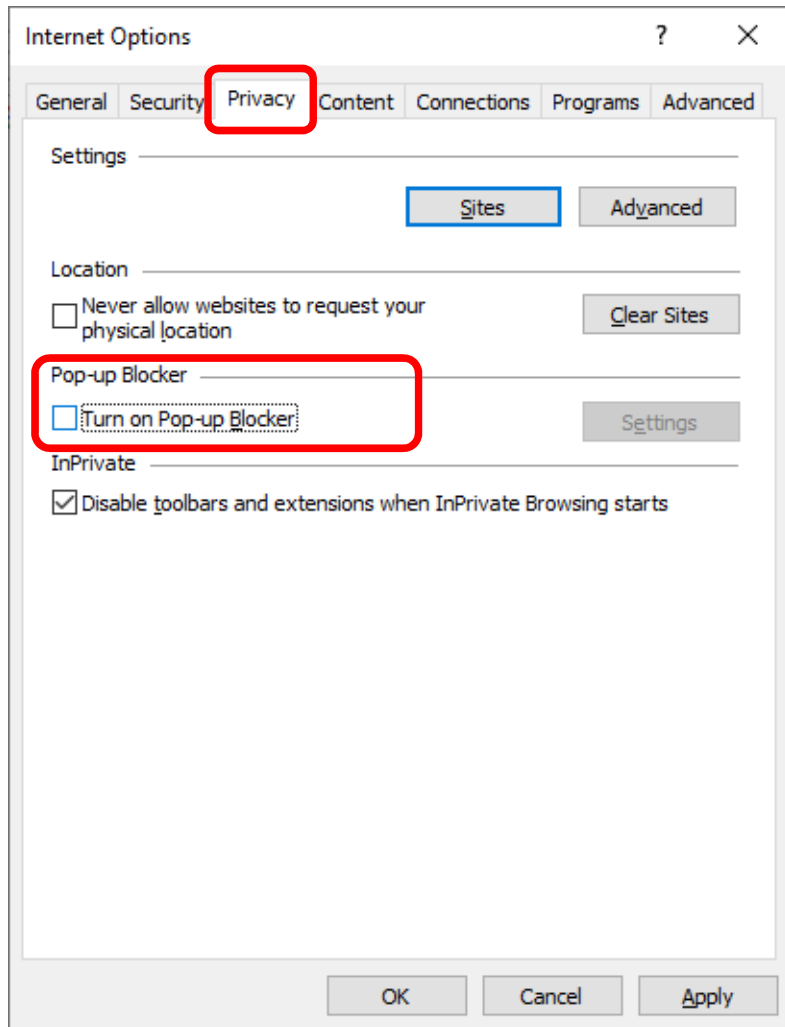 Internet Options
?
General Security Privacy Content Connections Programs Advanced
Settings
Sites Advanced
Location
Never allow websites to request your
physical location
Clear Sites
Pop-up Blocker
Turn on Pop-up Blocker
Settings
InPrivate
Disable toolbars and extensions when InPrivate Browsing starts
OK Cancel Apply